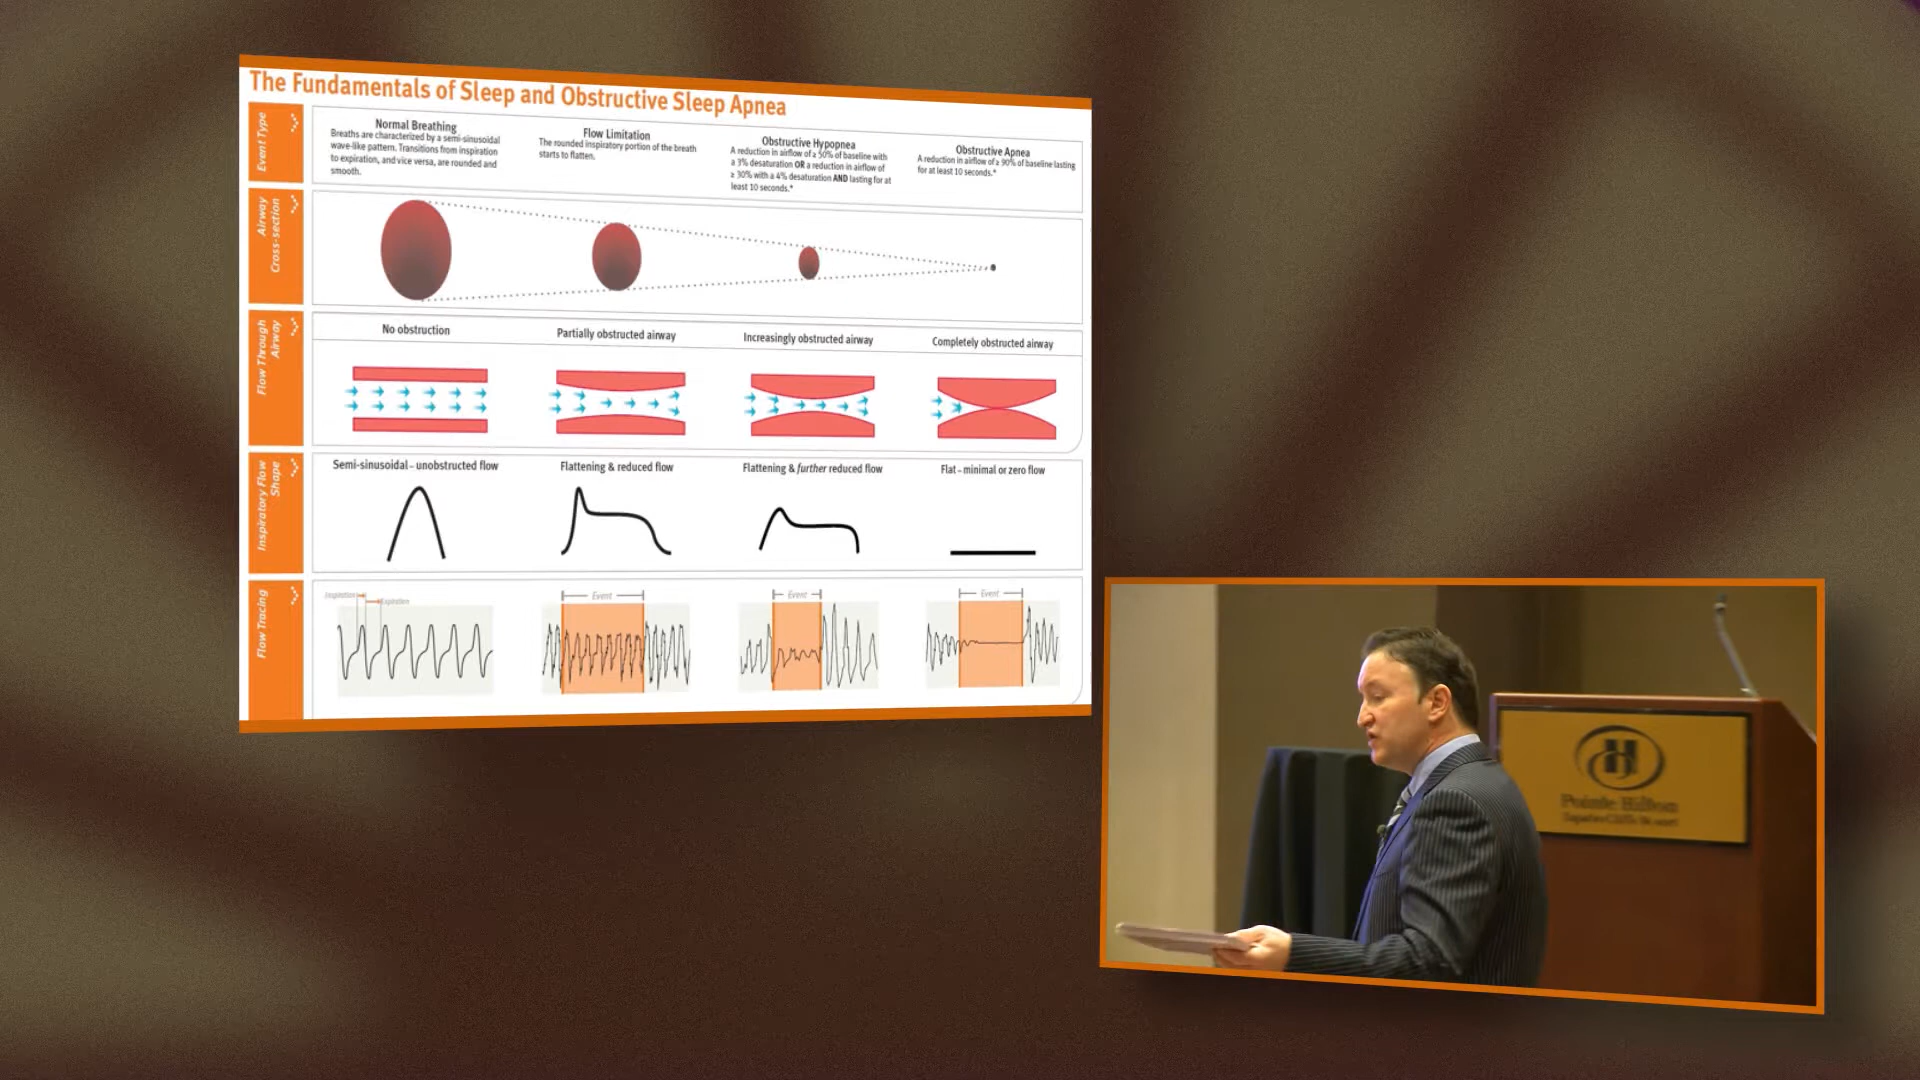 The Fundamentals of Sleep and Obstructive Sleep Apnea
Event Type
Normal Breathing
Breaths are characterized by a semi-sinusoidal
wave-like pattern. Transitions from inspiration
to expiration, and vice versa, are rounded and
smooth.
Flow Limitation
The rounded inspiratory portion of the breath
starts to flatten.
Obstructive Hypopnea
A reduction in airflow of ≥ 50% of baseline with
a 3% desaturation OR a reduction in airflow of
≥ 30% with a 4% desaturation AND lasting for at
least 10 seconds.*
Obstructive Apnea
A reduction in airflow of ≥ 90% of baseline lasting
for at least 10 seconds.*
Airway
Cross-section
Flow Through
Airway
No obstruction
Partially obstructed airway
Increasingly obstructed airway
Completely obstructed airway
Inspiratory Flow
Shape
Semi-sinusoidal – unobstructed flow
Flattening & reduced flow
Flattening & further reduced flow
Flat – minimal or zero flow
Flow Tracing
Inspiration
Expiration
Event
Event
Event
H
Pointe Hilton